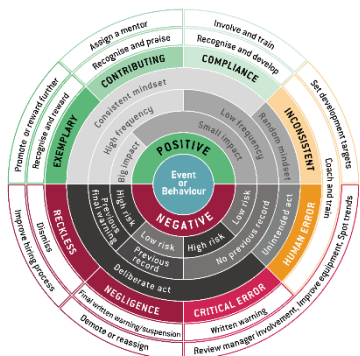 Assign a mentor
Recognise and praise
Involve and train
Recognise and develop
Promote or reward further
Recognise and reward
Set development targets
Coach and train
CONTRIBUTING
COMPLIANCE
EXEMPLARY
INCONSISTENT
Consistent mindset
High frequency
Big impact
Low frequency
Small impact
Random mindset
POSITIVE
Event
or
Behaviour
NEGATIVE
High risk
Previous
final warning
Low risk
Previous
record
Deliberate act
High risk
Low risk
No previous record
Unintended act
RECKLESS
NEGLIGENCE
CRITICAL ERROR
HUMAN ERROR
Dismiss
Improve hiring process
Final written warning/suspension
Demote or reassign
Written warning
Review manager involvement, Improve equipment, Spot trends